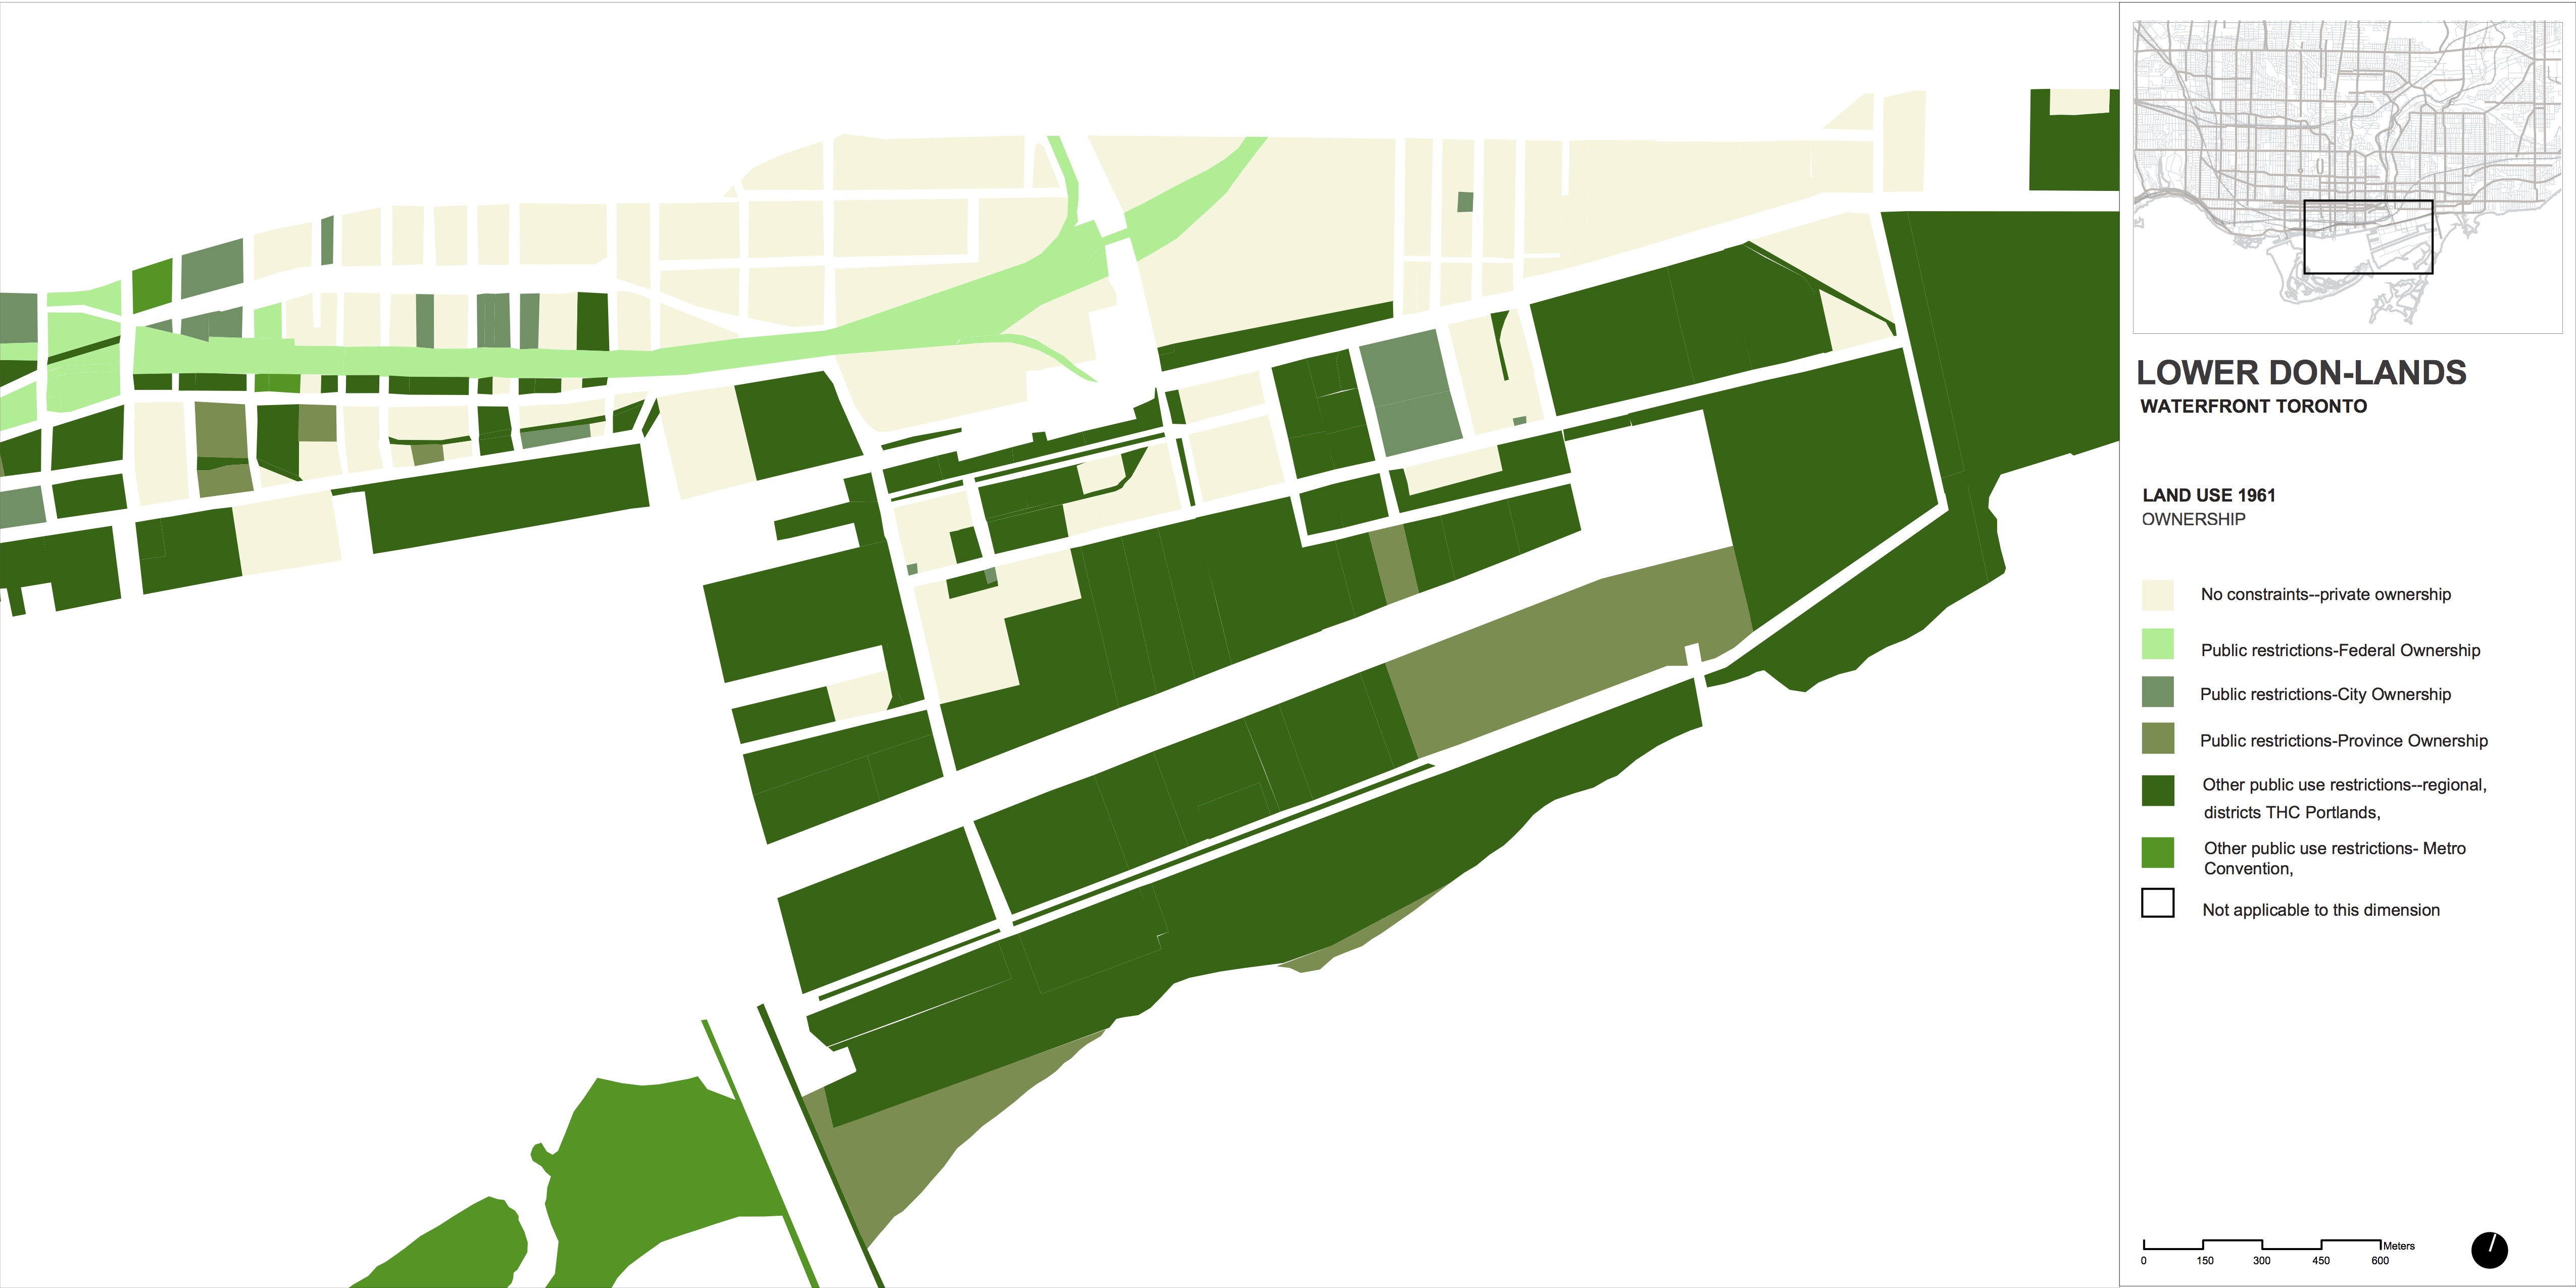 LOWER DON-LANDS
WATERFRONT TORONTO
LAND USE 1961
OWNERSHIP
No constraints--private ownership
Public restrictions-Federal Ownership
Public restrictions-City Ownership
Public restrictions-Province Ownership
Other public use restrictions--regional,
districts THC Portlands,
Other public use restrictions- Metro
Convention,
Not applicable to this dimension
Meters
0 150 300 450 600